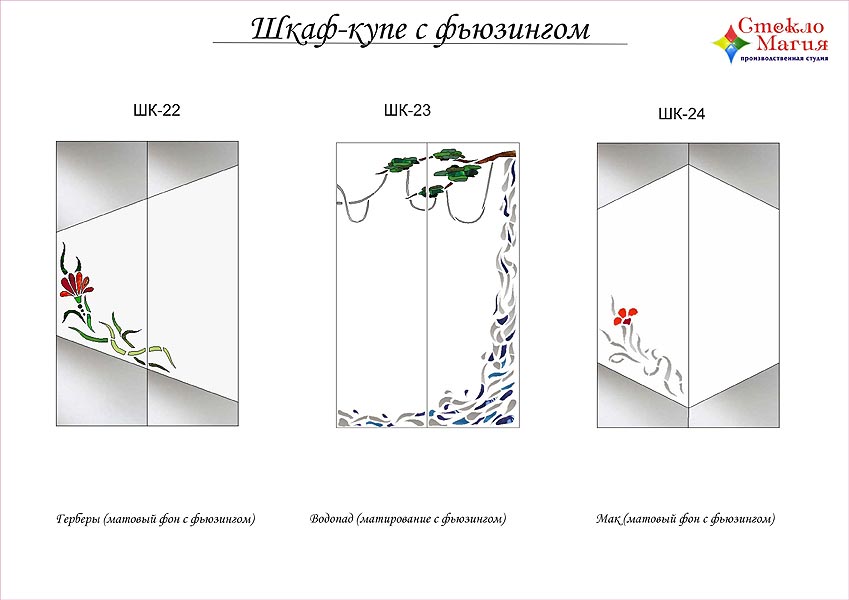 Шкаф-купе с фьюзингом
Стекло
Магия
производственная студия
ШК-22
ШК-23
ШК-24
Герберы (матовый фон с фьюзингом)
Водопад (матирование с фьюзингом)
Мак (матовый фон с фьюзингом)